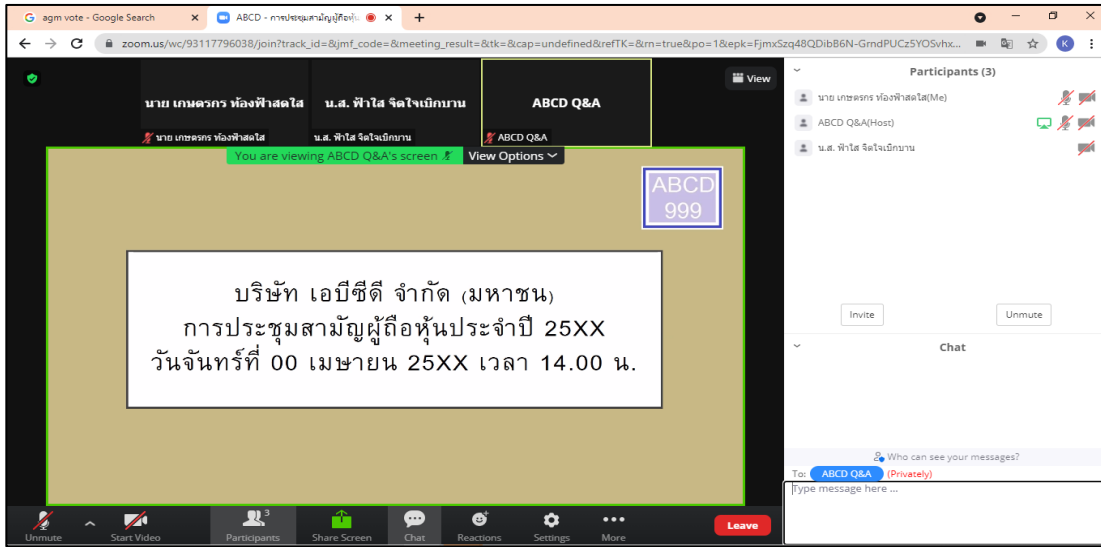 agm vote - Google Search
ABCD - การประชุมสามัญผู้ถือหุ้น
zoom.us/wc/93117796038/join?track_id=&jmf_code=&meeting_result=&tk=&cap=undefined&refTK=&rn=true&po=1&epk=FjmxSzq48QDibB6N-GrndPUCz5YOSvhx...
K
นาย เกษตรกร ท้องฟ้าสดใส
น.ส. ฟ้าใส จิตใจเบิกบาน
ABCD Q&A
View
นาย เกษตรกร ท้องฟ้าสดใส
น.ส. ฟ้าใส จิตใจเบิกบาน
ABCD Q&A
You are viewing ABCD Q&A's screen
View Options
ABCD
999
บริษัท เอบีซีดี จำกัด (มหาชน)
การประชุมสามัญผู้ถือหุ้นประจำปี 25XX
วันจันทร์ที่ 00 เมษายน 25XX เวลา 14.00 น.
Participants (3)
นาย เกษตรกร ท้องฟ้าสดใส(Me)
ABCD Q&A(Host)
น.ส. ฟ้าใส จิตใจเบิกบาน
Invite
Unmute
Chat
Who can see your messages?
To: ABCD Q&A (Privately)
Type message here ...
Unmute
Start Video
3
Participants
Share Screen
Chat
Reactions
Settings
More
Leave